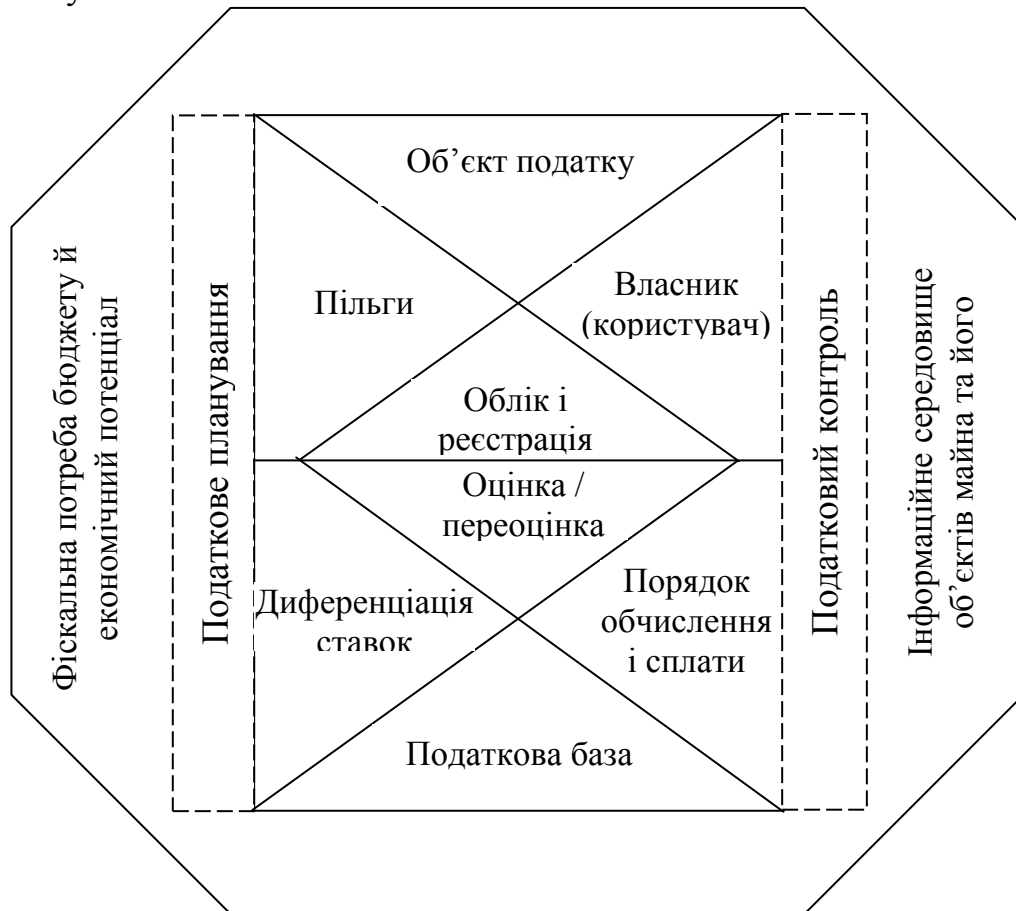 Об’єкт податку
Пільги
Власник
(користувач)
Облік і
реєстрація
Оцінка /
переоцінка
Диференціація
ставок
Порядок
обчислення
і сплати
Податкова база
Фіскальна потреба бюджету й
економічний потенціал
Податкове планування
Податковий контроль
Інформаційне середовище
об’єктів майна та його